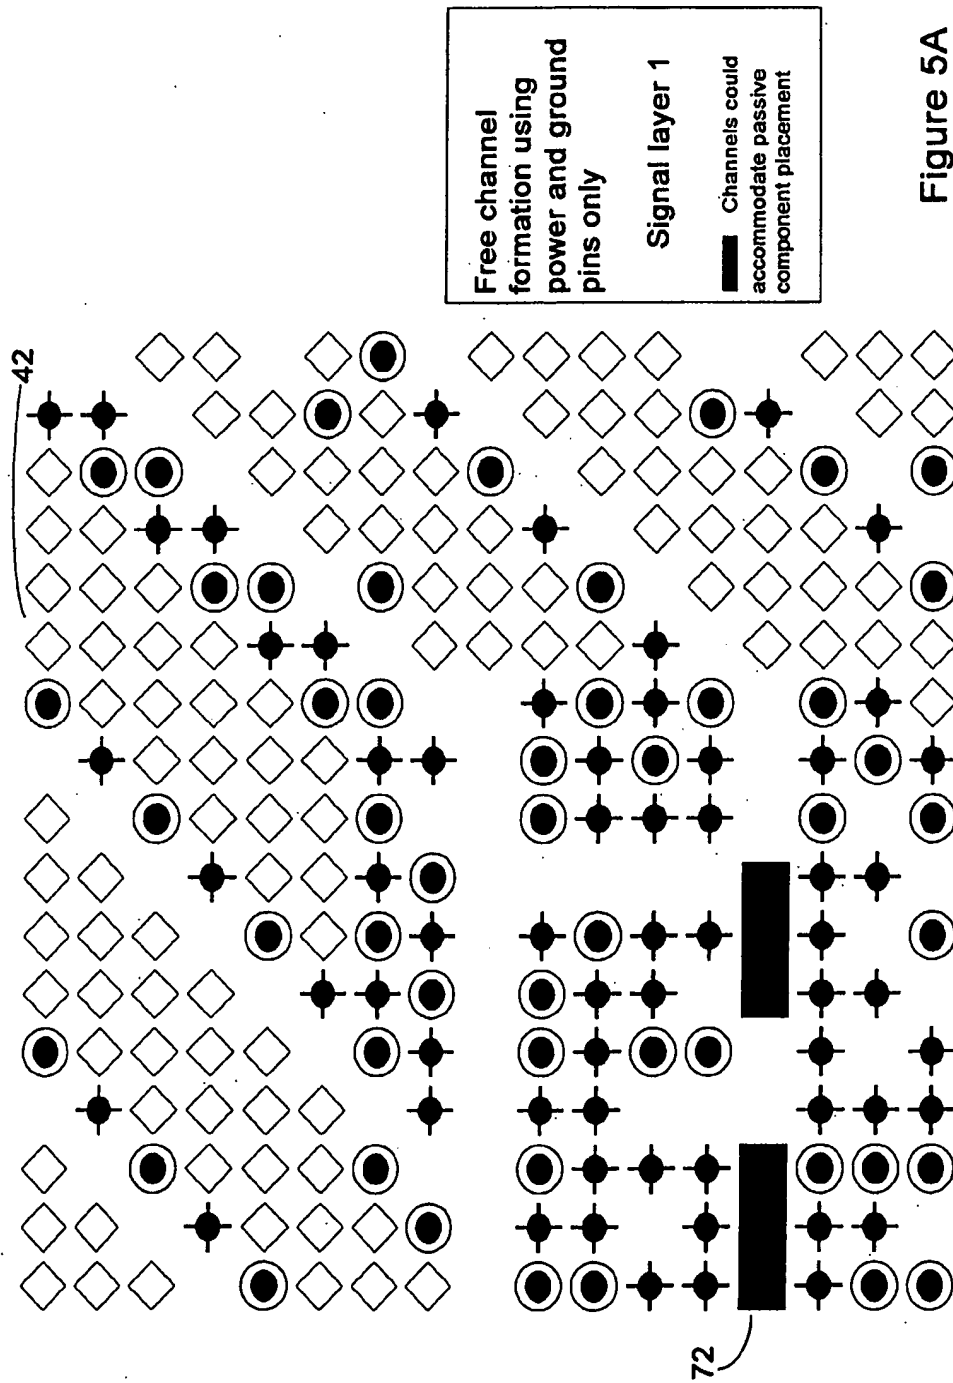 42
Free channel
formation using
power and ground
pins only
Signal layer 1
Channels could
accommodate passive
component placement
72
Figure 5A